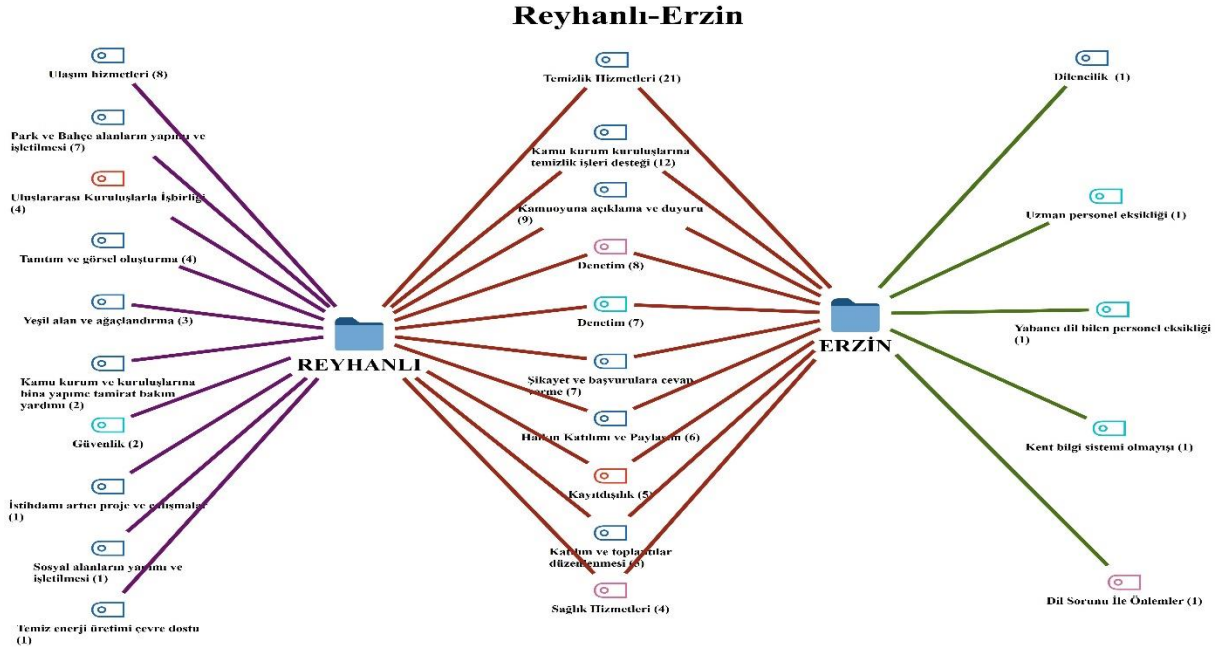 Reyhanlı-Erzin
Ulaşım hizmetleri (8)
Park ve Bahçe alanların yapımı ve
işletilmesi (7)
Uluslararası Kuruluşlarla İşbirliği
(4)
Tanıtım ve görsel oluşturma (4)
Yeşil alan ve ağaçlandırma (3)
Kamu kurum ve kuruluşlarına
bina yapımı tamirat bakım
yardımı (2)
Güvenlik (2)
İstihdamı artıcı proje ve çalışmalar
(1)
Sosyal alanların yapımı ve
işletilmesi (1)
Temiz enerji üretimi çevre dostu
(1)
REYHANLI
Temizlik Hizmetleri (21)
Kamu kurum kuruluşlarına
temizlik işleri desteği (12)
Kamuoyuna açıklama ve duyuru
(9)
Denetim (8)
Denetim (7)
Şikayet ve başvurulara cevap
verme (7)
Halkın Katılımı ve Paylaşım (6)
Kayıtdışılık (5)
Katılım ve toplantılar
düzenlenmesi (5)
Sağlık Hizmetleri (4)
ERZİN
Dilencilik (1)
Uzman personel eksikliği (1)
Yabancı dil bilen personel eksikliği
(1)
Kent bilgi sistemi olmayışı (1)
Dil Sorunu İle Önlemler (1)